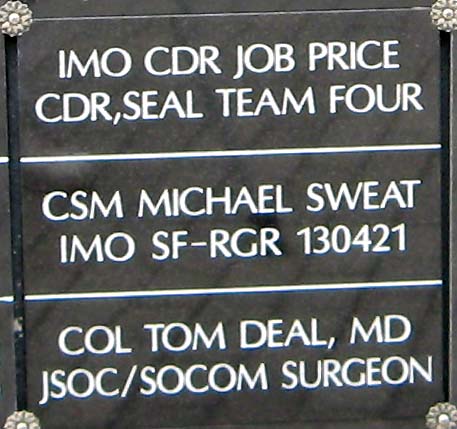 IMO CDR JOB PRICE
CDR,SEAL TEAM FOUR
CSM MICHAEL SWEAT
IMO SF-RGR 130421
COL TOM DEAL, MD
JSOC/SOCOM SURGEON